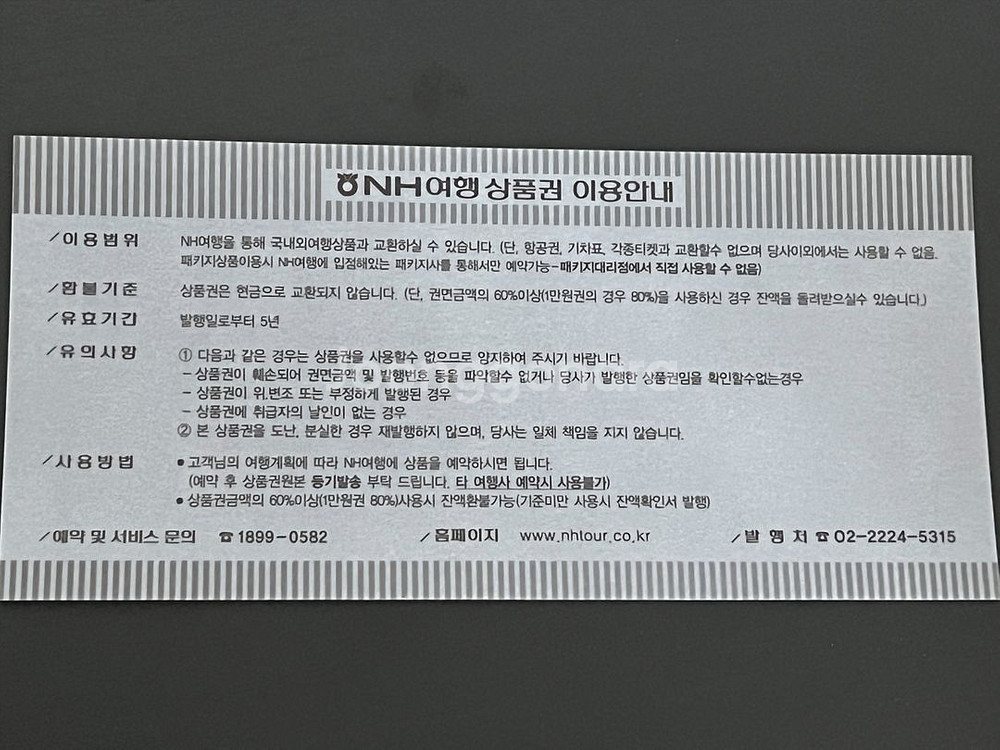 NH여행 상품권 이용안내
/이용범위 NH여행을 통해 국내외여행상품과 교환하실 수 있습니다. (단, 항공권, 기차표, 각종티켓과 교환할수 없으며 당사이외에서는 사용할 수 없음.
패키지상품이용시 NH여행에 입점해있는 패키지사를 통해서만 예약가능-패키지대리점에서 직접 사용할 수 없음)
/환불기준 상품권은 현금으로 교환되지 않습니다. (단, 권면금액의 60%이상(1만원권의 경우 80%)을 사용하신 경우 잔액을 돌려받으실수 있습니다.)
/유효기간 발행일로부터 5년
/유의사항 ① 다음과 같은 경우는 상품권을 사용할수 없으므로 양지하여 주시기 바랍니다.
- 상품권이 훼손되어 권면금액 및 발행번호 등을 파악할수 없거나 당사가 발행한 상품권임을 확인할수없는경우
- 상품권이 위.변조 또는 부정하게 발행된 경우
- 상품권에 취급자의 날인이 없는 경우
② 본 상품권을 도난, 분실한 경우 재발행하지 않으며, 당사는 일체 책임을 지지 않습니다.
/사용방법 ● 고객님의 여행계획에 따라 NH여행에 상품을 예약하시면 됩니다.
(예약 후 상품권원본 등기발송 부탁 드립니다. 타 여행사 예약시 사용불가)
● 상품권금액의 60%이상(1만원권 80%)사용시 잔액환불가능(기준미만 사용시 잔액확인서 발행)
/예약 및 서비스 문의 ☎1899-0582 /홈페이지 www.nhtour.co.kr /발 행 처 ☎02-2224-5315